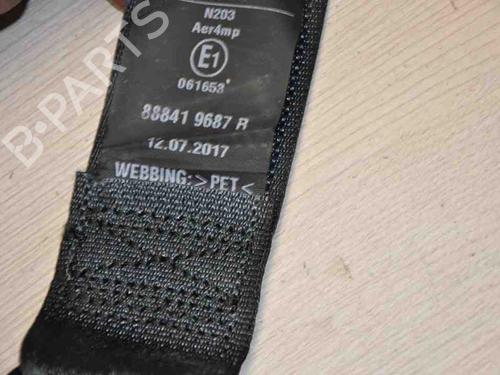 N203
Aer4mp
E1
061653
88841 9687 R
12.07.2017
WEBBING: >PET<
B-PARTS